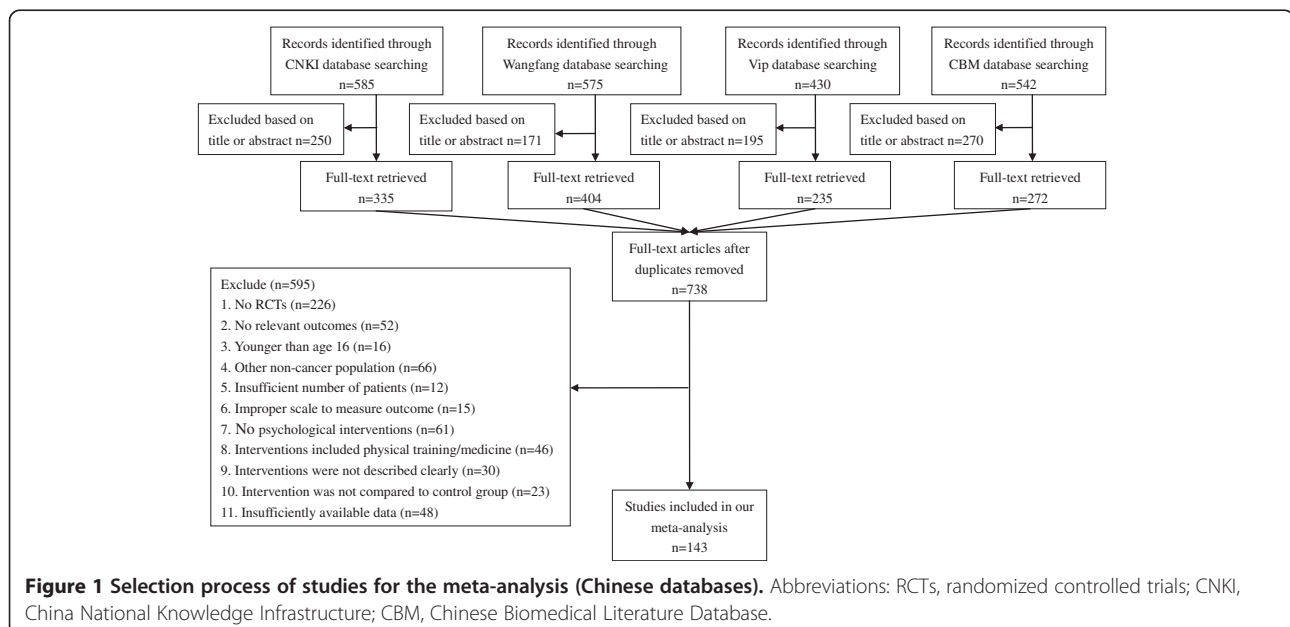 Records identified through
CNKI database searching
n=585
Records identified through
Wangfang database searching
n=575
Records identified through
Vip database searching
n=430
Records identified through
CBM database searching
n=542
Excluded based on
title or abstract n=250
Excluded based on
title or abstract n=171
Excluded based on
title or abstract n=195
Excluded based on
title or abstract n=270
Full-text retrieved
n=335
Full-text retrieved
n=404
Full-text retrieved
n=235
Full-text retrieved
n=272
Full-text articles after
duplicates removed
n=738
Exclude (n=595)
1. No RCTs (n=226)
2. No relevant outcomes (n=52)
3. Younger than age 16 (n=16)
4. Other non-cancer population (n=66)
5. Insufficient number of patients (n=12)
6. Improper scale to measure outcome (n=15)
7. No psychological interventions (n=61)
8. Interventions included physical training/medicine (n=46)
9. Interventions were not described clearly (n=30)
10. Intervention was not compared to control group (n=23)
11. Insufficiently available data (n=48)
Studies included in our
meta-analysis
n=143
Figure 1 Selection process of studies for the meta-analysis (Chinese databases). Abbreviations: RCTs, randomized controlled trials; CNKI,
China National Knowledge Infrastructure; CBM, Chinese Biomedical Literature Database.